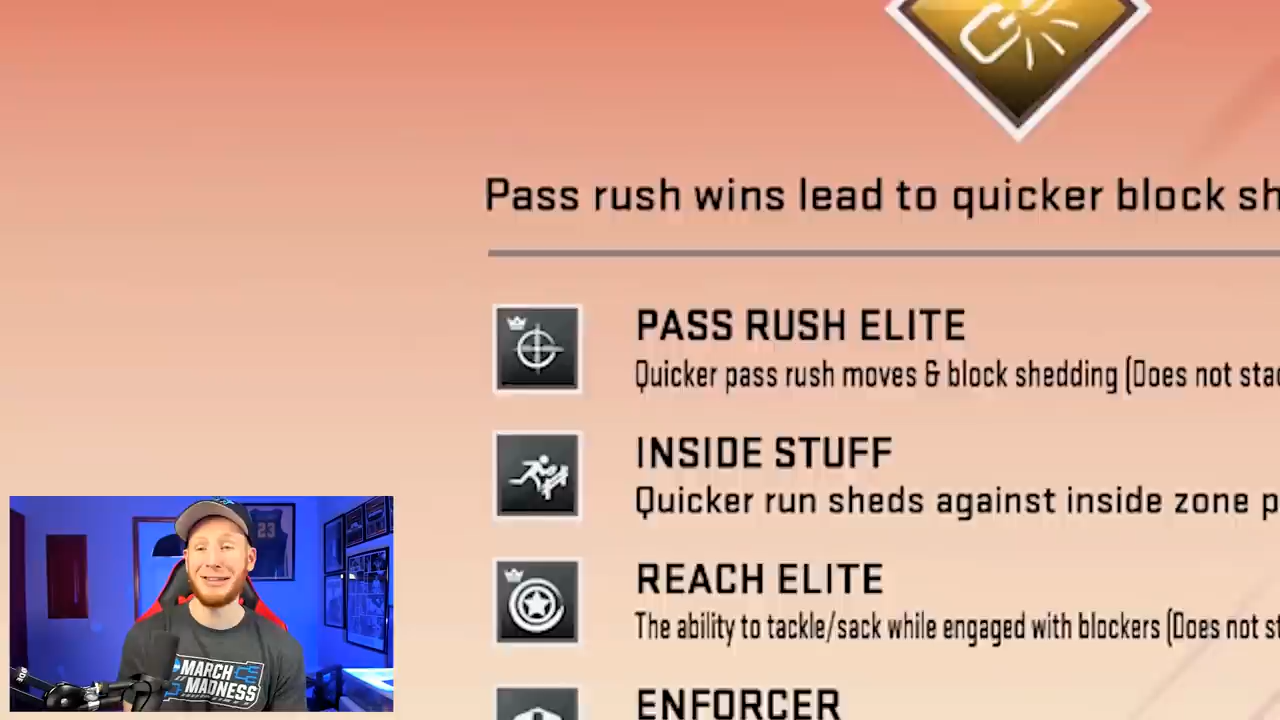 Pass rush wins lead to quicker block sh
PASS RUSH ELITE
Quicker pass rush moves & block shedding (Does not stac
INSIDE STUFF
Quicker run sheds against inside zone p
REACH ELITE
The ability to tackle/sack while engaged with blockers (Does not st
ENFORCER
23
MARCH
MADNESS